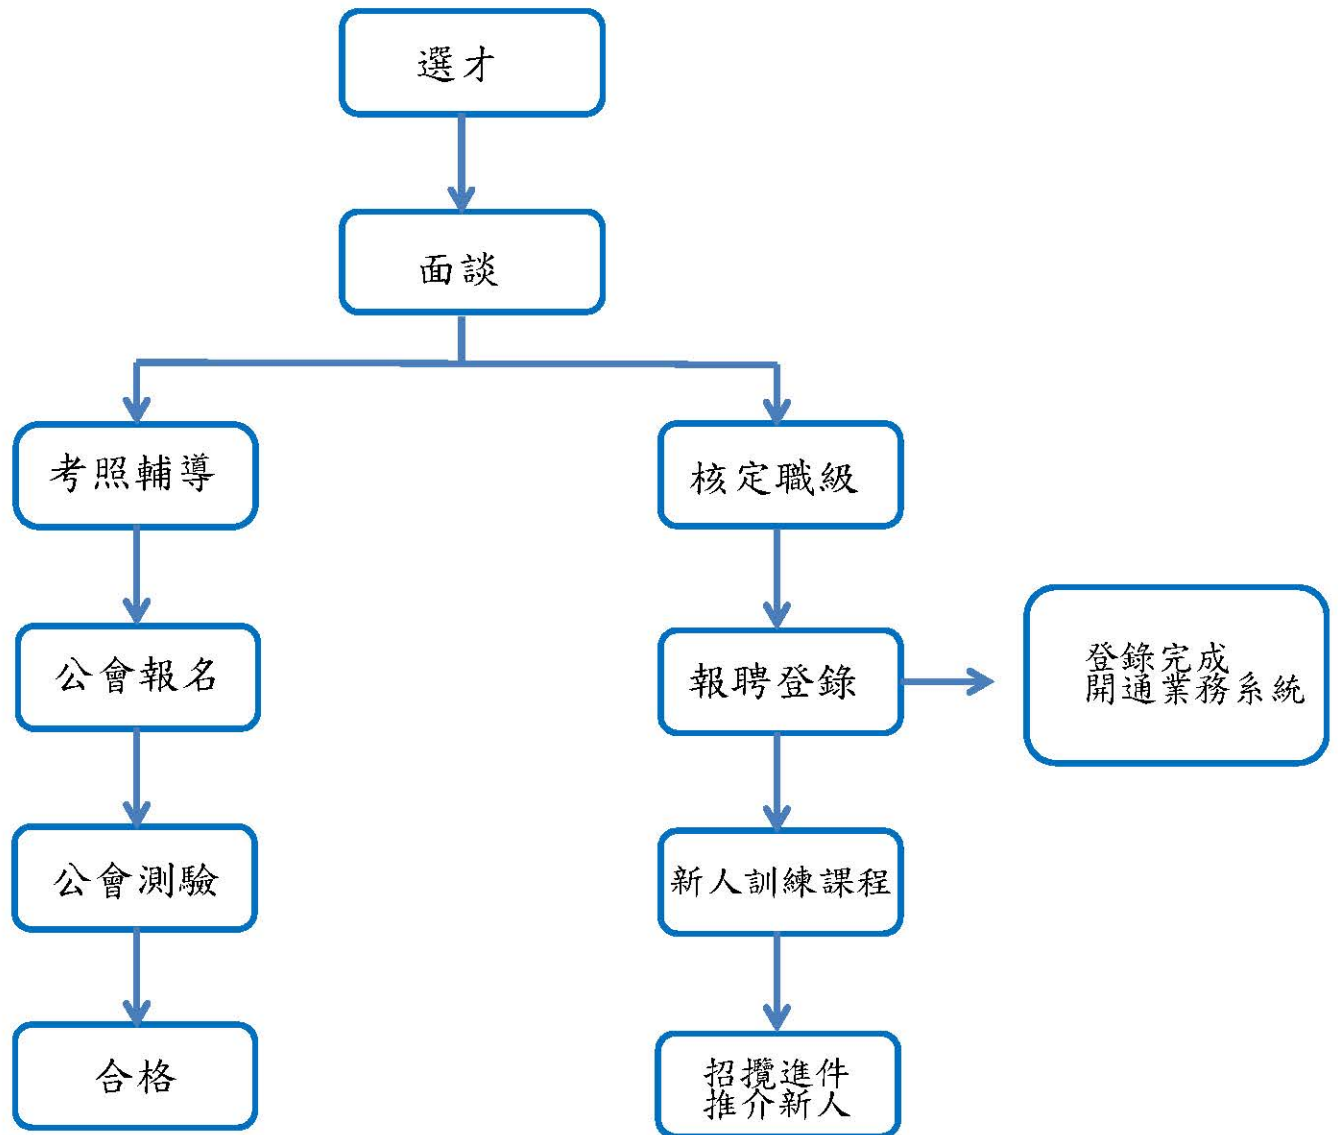 選才
面談
考照輔導
核定職級
公會報名
報聘登錄
登錄完成
開通業務系統
公會測驗
新人訓練課程
合格
招攬進件
推介新人